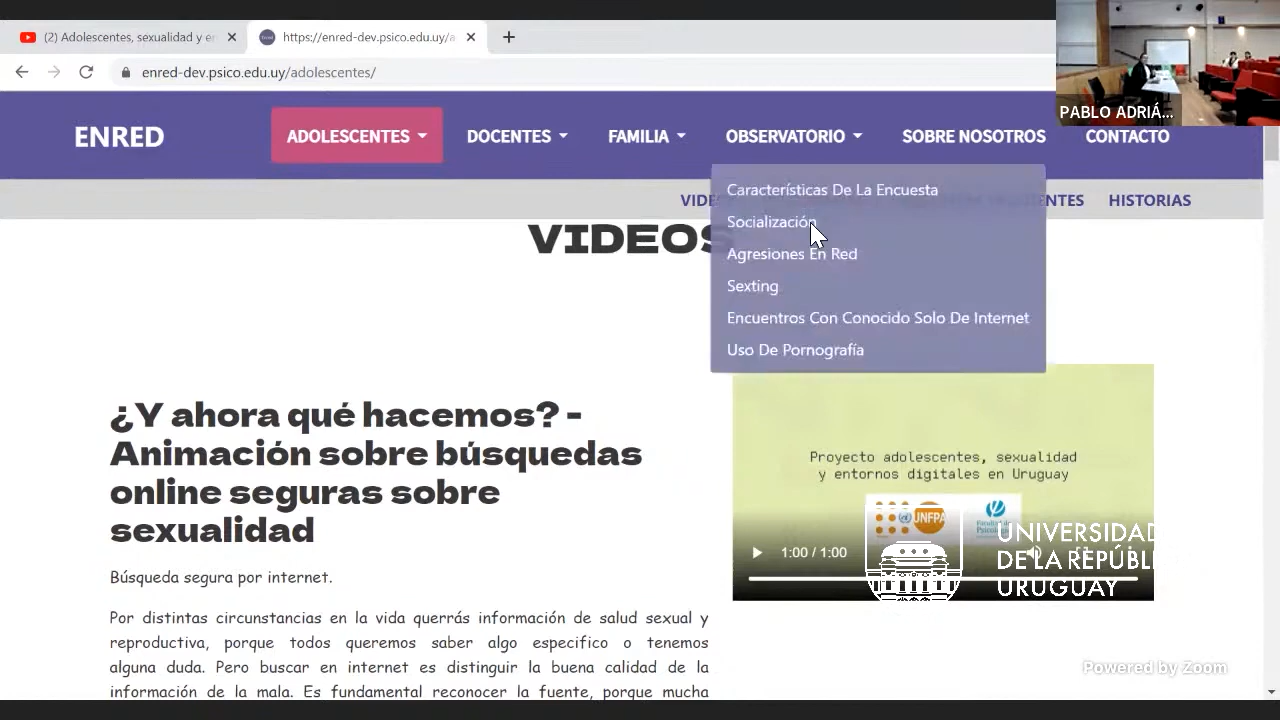 (2) Adolescentes, sexualidad y en
https://enred-dev.psico.edu.uy/a
enred-dev.psico.edu.uy/adolescentes/
PABLO ADRIÁ...
ENRED
ADOLESCENTES
DOCENTES
FAMILIA
OBSERVATORIO
SOBRE NOSOTROS
CONTACTO
Características De La Encuesta
Socialización
Agresiones En Red
Sexting
Encuentros Con Conocido Solo De Internet
Uso De Pornografía
HISTORIAS
VIDEOS
¿Y ahora qué hacemos? -
Animación sobre búsquedas
online seguras sobre
sexualidad
Búsqueda segura por internet.
Por distintas circunstancias en la vida querrás información de salud sexual y
reproductiva, porque todos queremos saber algo especifico o tenemos
alguna duda. Pero buscar en internet es distinguir la buena calidad de la
información de la mala. Es fundamental reconocer la fuente, porque mucha
Proyecto adolescentes, sexualidad
y entornos digitales en Uruguay
UNFPA
1:00 / 1:00
UNIVERSIDAD
DE LA REPÚBLI
URUGUAY
Powered by Zoom